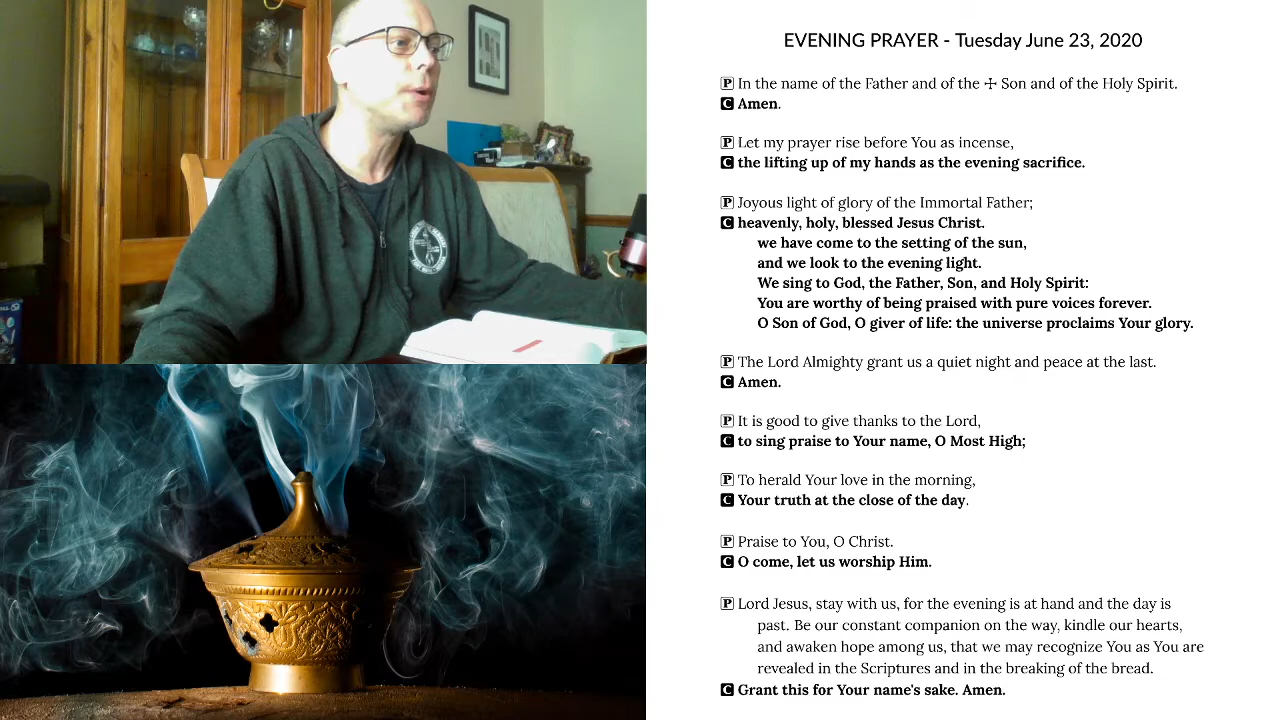 EVENING PRAYER - Tuesday June 23, 2020
P In the name of the Father and of the ☩ Son and of the Holy Spirit.
C Amen.
P Let my prayer rise before You as incense,
C the lifting up of my hands as the evening sacrifice.
P Joyous light of glory of the Immortal Father;
C heavenly, holy, blessed Jesus Christ.
we have come to the setting of the sun,
and we look to the evening light.
We sing to God, the Father, Son, and Holy Spirit:
You are worthy of being praised with pure voices forever.
O Son of God, O giver of life: the universe proclaims Your glory.
P The Lord Almighty grant us a quiet night and peace at the last.
C Amen.
P It is good to give thanks to the Lord,
C to sing praise to Your name, O Most High;
P To herald Your love in the morning,
C Your truth at the close of the day.
P Praise to You, O Christ.
C O come, let us worship Him.
P Lord Jesus, stay with us, for the evening is at hand and the day is
past. Be our constant companion on the way, kindle our hearts,
and awaken hope among us, that we may recognize You as You are
revealed in the Scriptures and in the breaking of the bread.
C Grant this for Your name's sake. Amen.